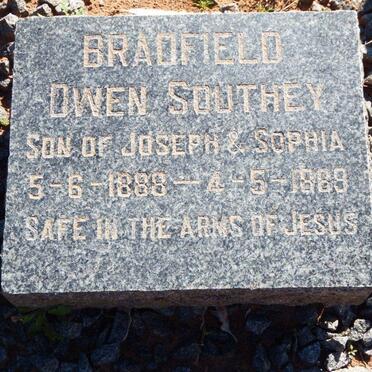 BRADFIELD
OWEN SOUTHEY
SON OF JOSEPH & SOPHIA
5-6-1888-4-5-1889
SAFE IN THE ARMS OF JESUS